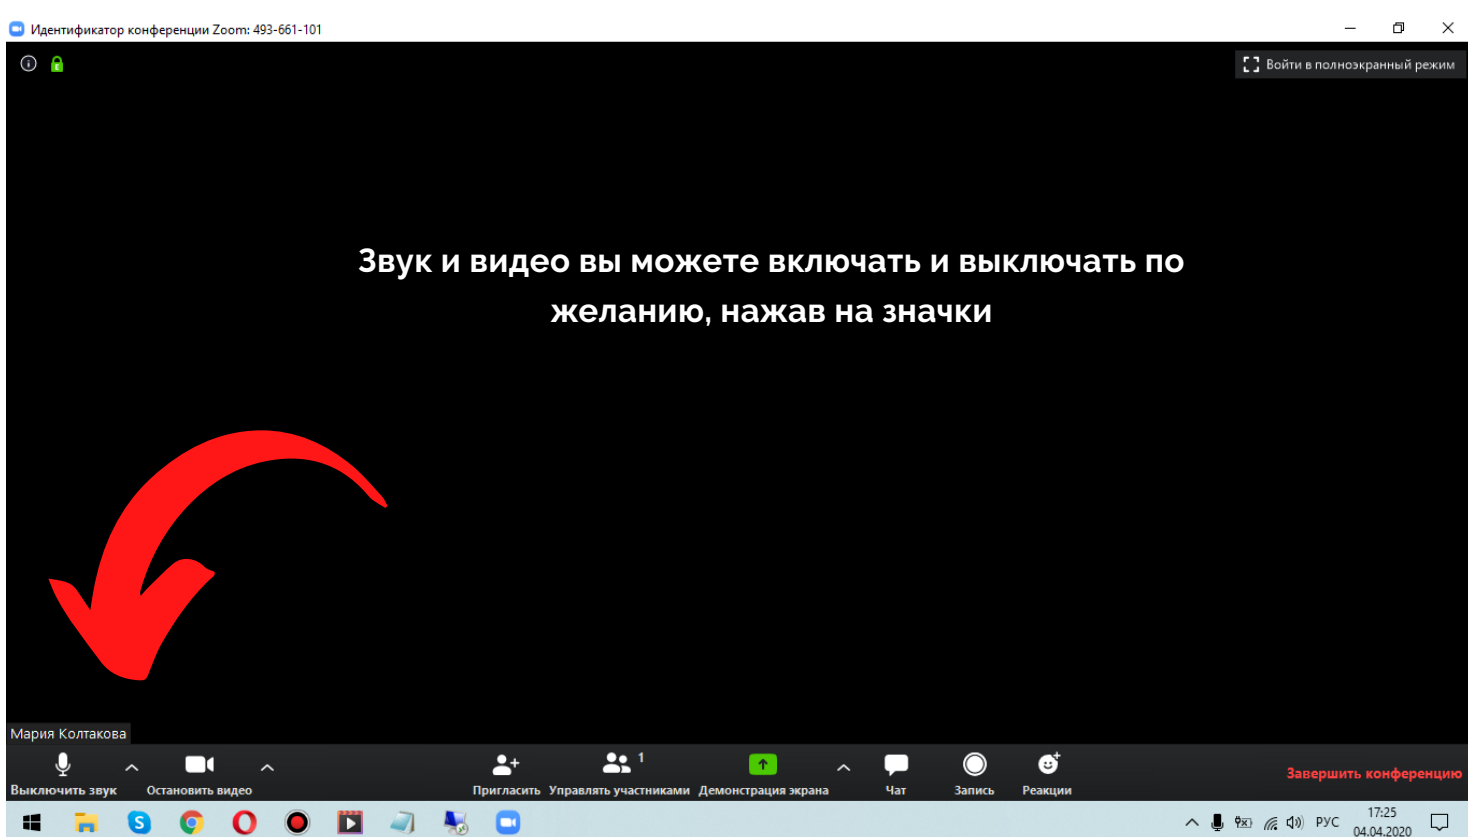 Идентификатор конференции Zoom: 493-661-101
Войти в полноэкранный режим
Звук и видео вы можете включать и выключать по
желанию, нажав на значки
Мария Колтакова
1
Выключить звук Остановить видео Пригласить Управлять участниками Демонстрация экрана Чат Запись Реакции Завершить конференцию
РУС 17:25
04.04.2020